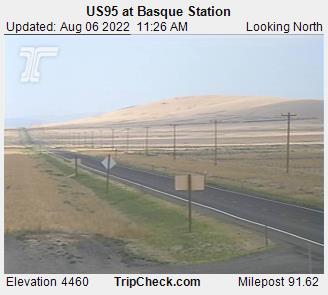 US95 at Basque Station
Updated: Aug 06 2022 11:26 AM Looking North
Elevation 4460 TripCheck.com Milepost 91.62